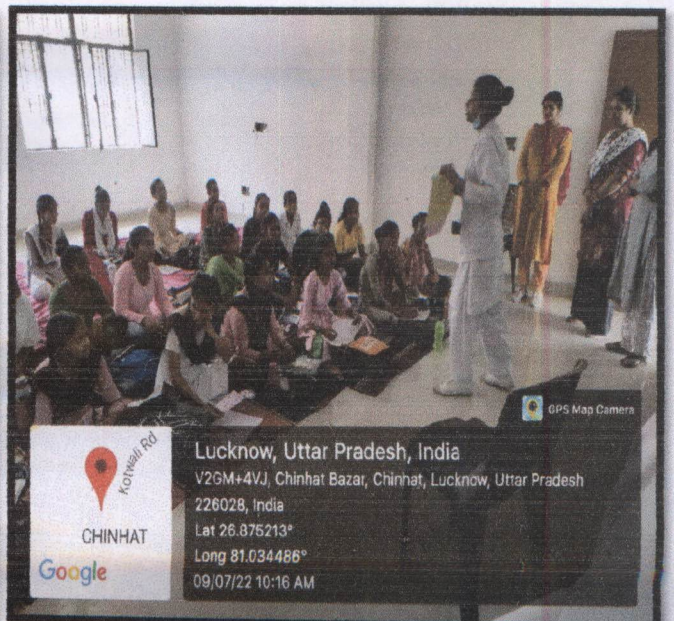 GPS Map Camera
Kotwali Rd
CHINHAT
Google
Lucknow, Uttar Pradesh, India
V2GM+4VJ, Chinhat Bazar, Chinhat, Lucknow, Uttar Pradesh
226028, India
Lat 26.875213°
Long 81.034486°
09/07/22 10:16 AM